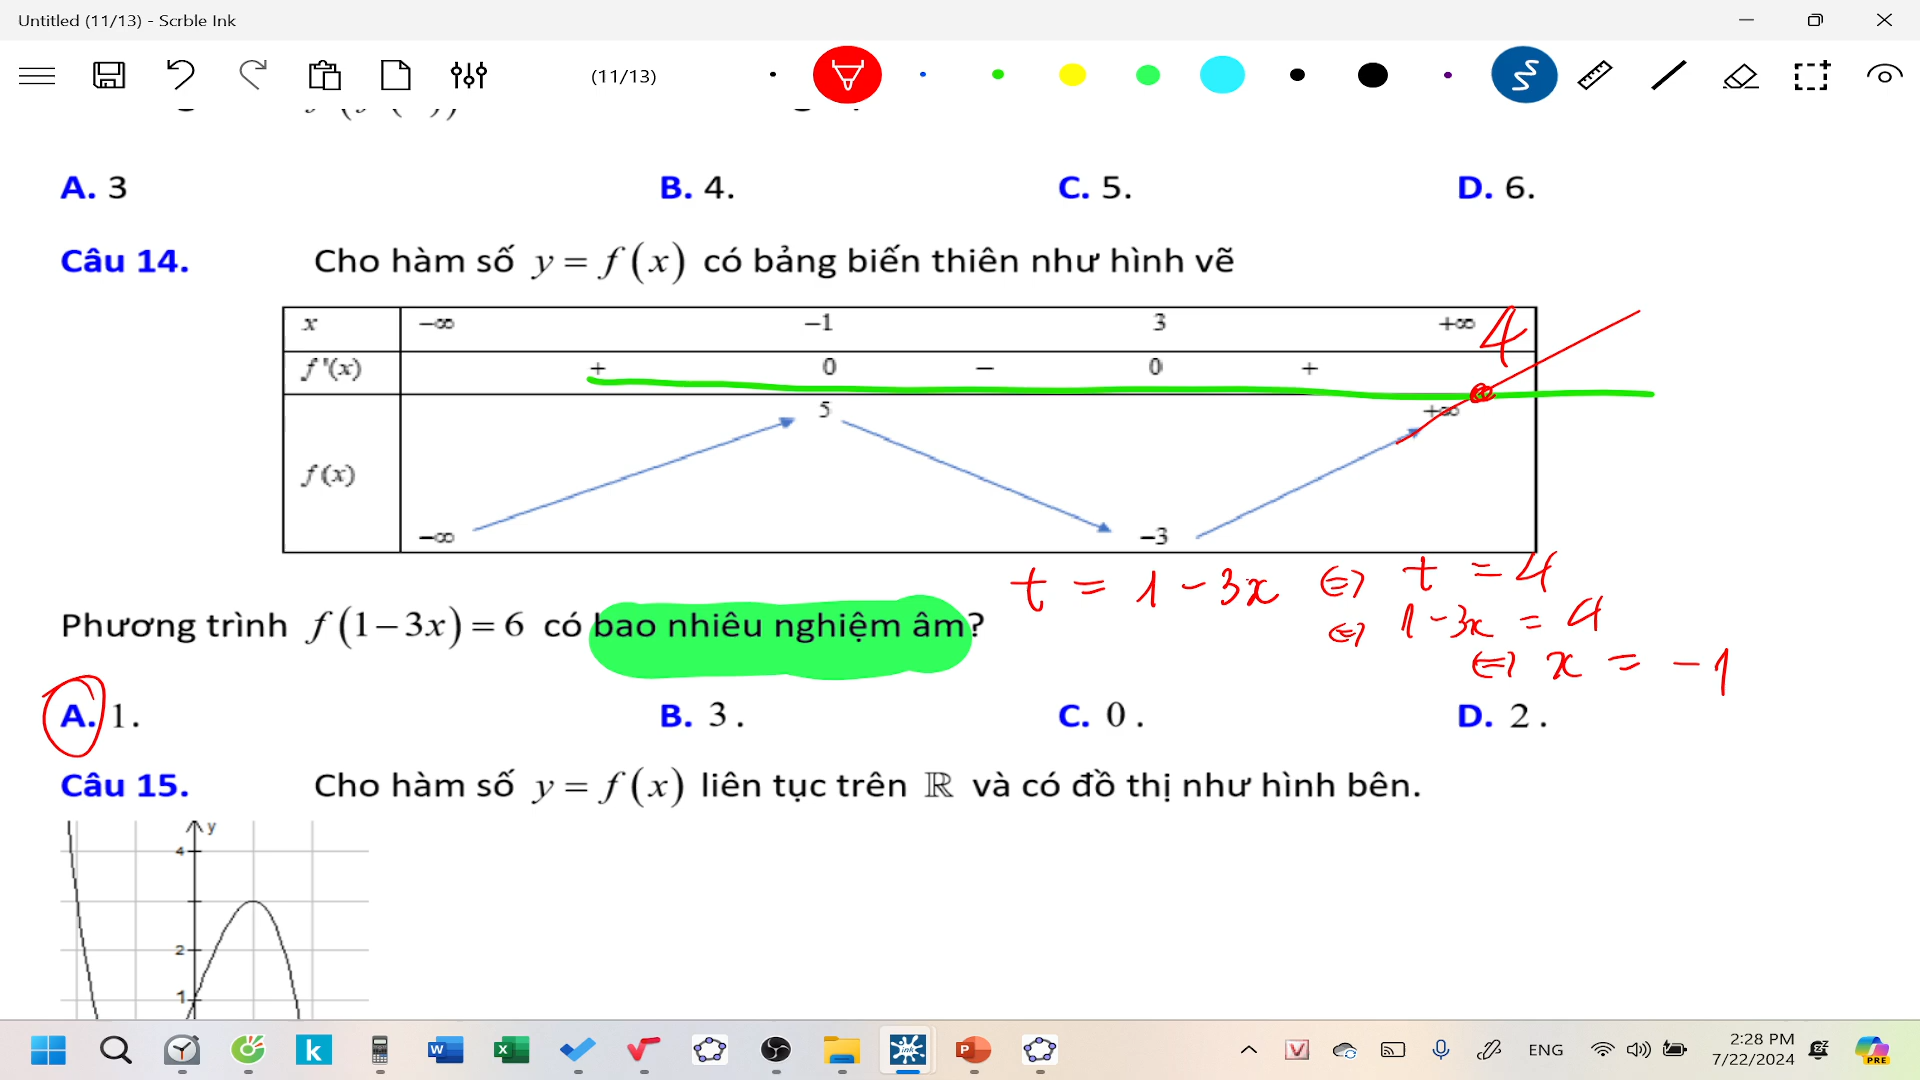 Untitled (11/13) - Scrble Ink
(11/13)
A. 3 B. 4. C. 5. D. 6.
Câu 14. Cho hàm số y = f(x) có bảng biến thiên như hình vẽ
x −∞ −1 3 +∞ 4
f'(x) + 0 − 0 +
5 +∞
f(x)
−∞ −3
t = 1 − 3x ⇔ t = 4
Phương trình f(1−3x) = 6 có bao nhiêu nghiệm âm?
⇔ 1 − 3x = 4
⇔ x = −1
A. 1. B. 3. C. 0. D. 2.
Câu 15. Cho hàm số y = f(x) liên tục trên ℝ và có đồ thị như hình bên.
y
4
2
1
ENG
2:28 PM
7/22/2024
PRE